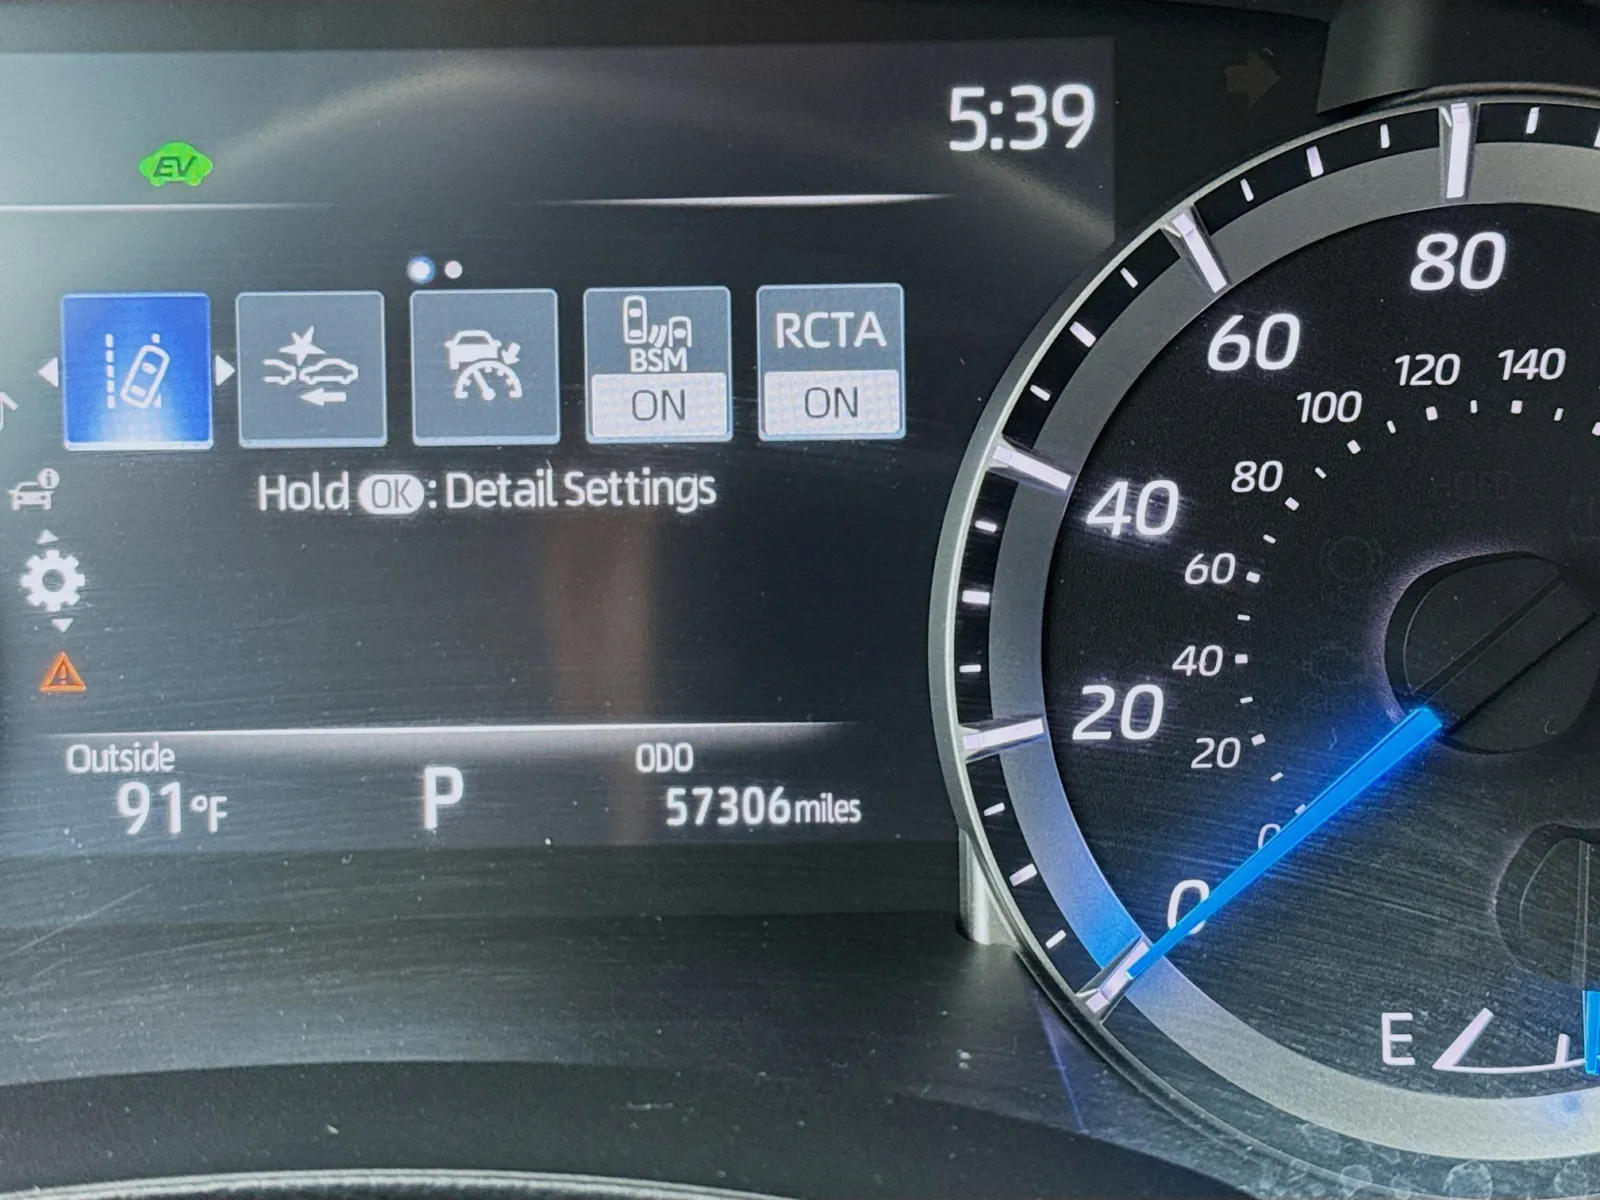 5:39
EV
BSM
ON
RCTA
ON
Hold OK : Detail Settings
Outside
91°F
P
ODO
57306 miles
80
60
40
20
0
140
120
100
80
60
40
20
0
E